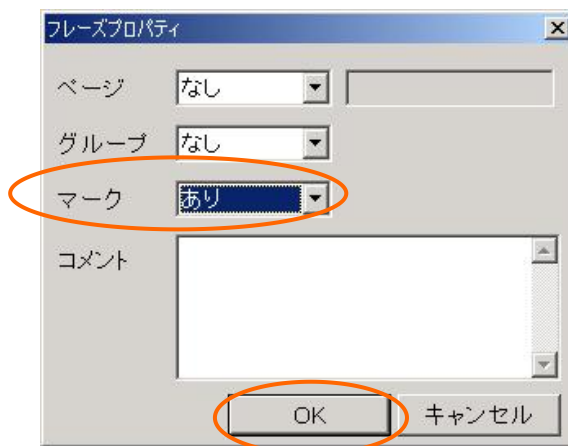 フレーズプロパティ
ページ なし
グループ なし
マーク あり
コメント
OK キャンセル